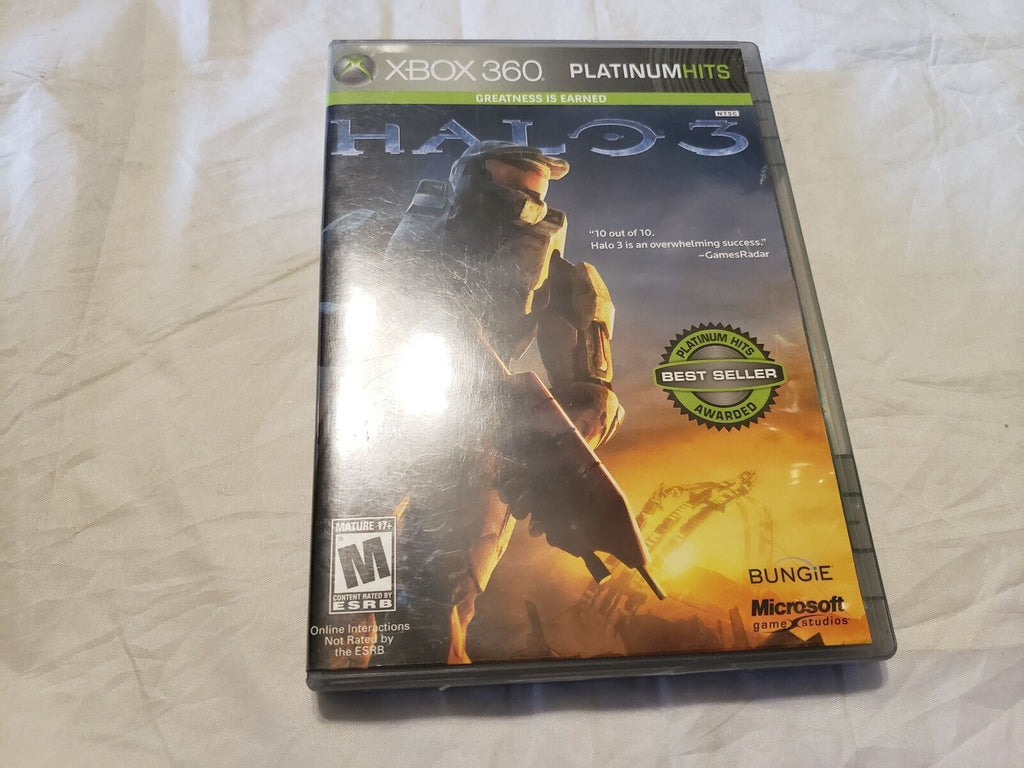 XBOX 360 PLATINUMHITS
GREATNESS IS EARNED
NTSC
HALO 3
"10 out of 10.
Halo 3 is an overwhelming success."
–GamesRadar
PLATINUM HITS
BEST SELLER
AWARDED
MATURE 17+
M
CONTENT RATED BY
ESRB
Online Interactions
Not Rated by
the ESRB
BUNGiE
Microsoft
game studios